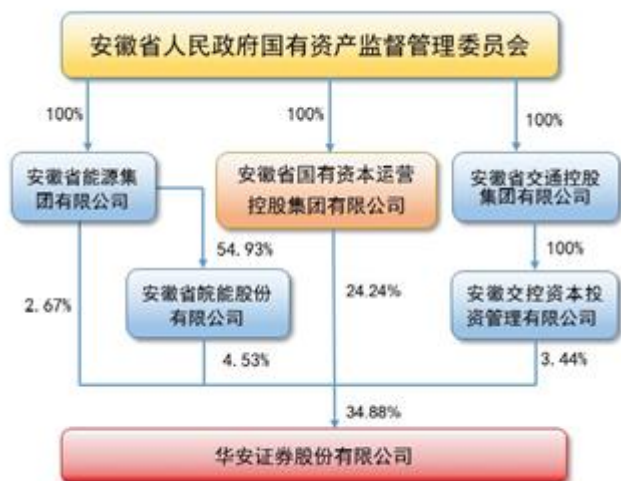 安徽省人民政府国有资产监督管理委员会
100%
100%
100%
安徽省能源集
团有限公司
安徽省国有资本运营
控股集团有限公司
安徽省交通控股
集团有限公司
54.93%
100%
2.67%
安徽省皖能股份
有限公司
24.24%
安徽交控资本投
资管理有限公司
4.53%
3.44%
34.88%
华安证券股份有限公司